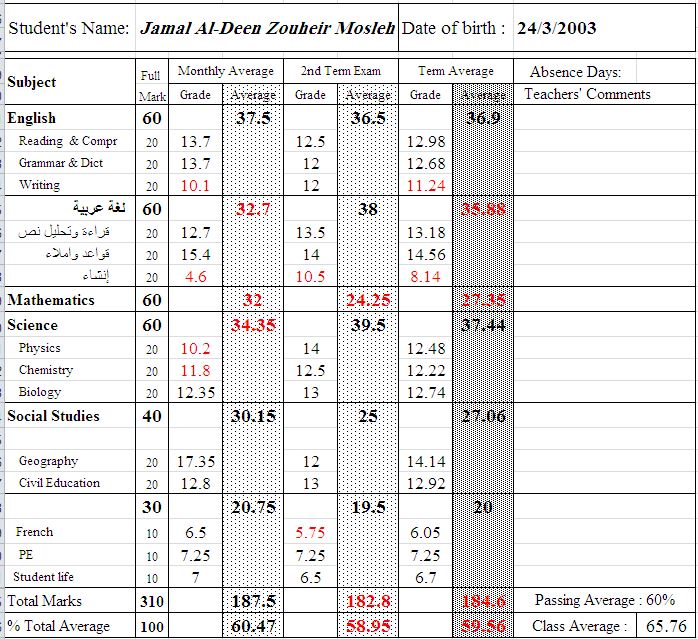 Student's Name: Jamal Al-Deen Zouheir Mosleh Date of birth : 24/3/2003
Subject Full Mark Monthly Average 2nd Term Exam Term Average Absence Days:
Grade Average Grade Average Grade Average Teachers' Comments
English 60 37.5 36.5 36.9
Reading & Compr 20 13.7 12.5 12.98
Grammar & Dict 20 13.7 12 12.68
Writing 20 10.1 12 11.24
لغة عربية 60 32.7 38 35.88
قراءة وتحليل نص 20 12.7 13.5 13.18
قواعد واملاء 20 15.4 14 14.56
إنشاء 20 4.6 10.5 8.14
Mathematics 60 32 24.25 27.35
Science 60 34.35 39.5 37.44
Physics 20 10.2 14 12.48
Chemistry 20 11.8 12.5 12.22
Biology 20 12.35 13 12.74
Social Studies 40 30.15 25 27.06
Geography 20 17.35 12 14.14
Civil Education 20 12.8 13 12.92
30 20.75 19.5 20
French 10 6.5 5.75 6.05
PE 10 7.25 7.25 7.25
Student life 10 7 6.5 6.7
Total Marks 310 187.5 182.8 184.6 Passing Average : 60%
% Total Average 100 60.47 58.95 59.56 Class Average : 65.76